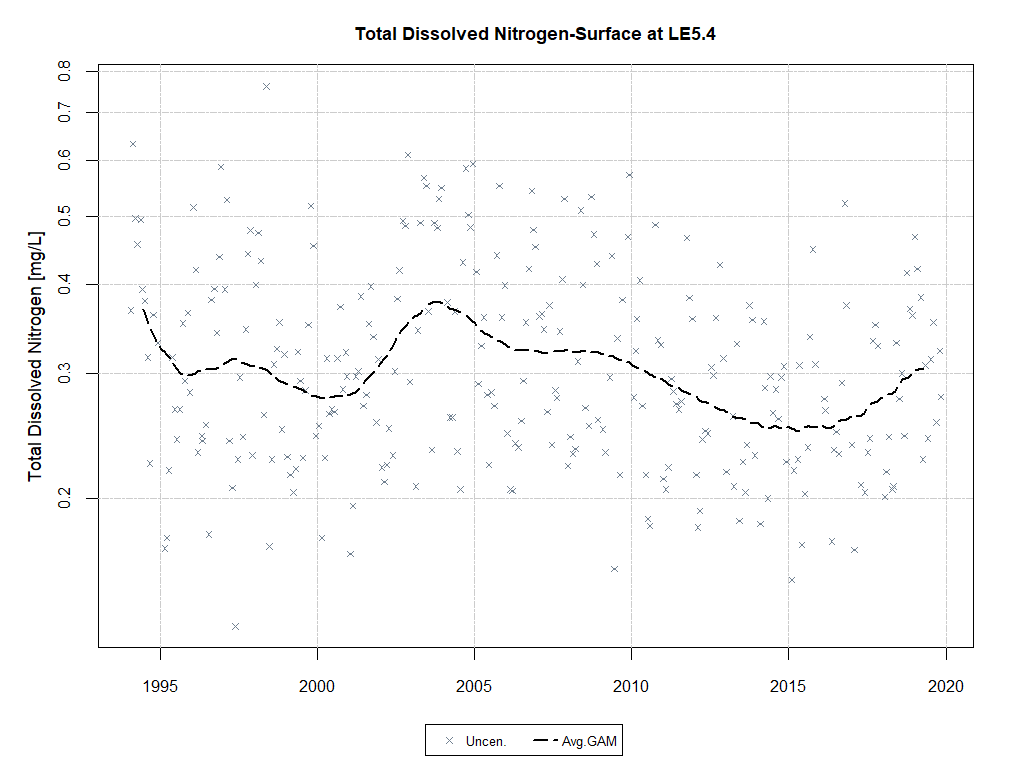 Total Dissolved Nitrogen-Surface at LE5.4
Total Dissolved Nitrogen [mg/L]
0.8
0.7
0.6
0.5
0.4
0.3
0.2
1995 2000 2005 2010 2015 2020
Uncen. Avg.GAM